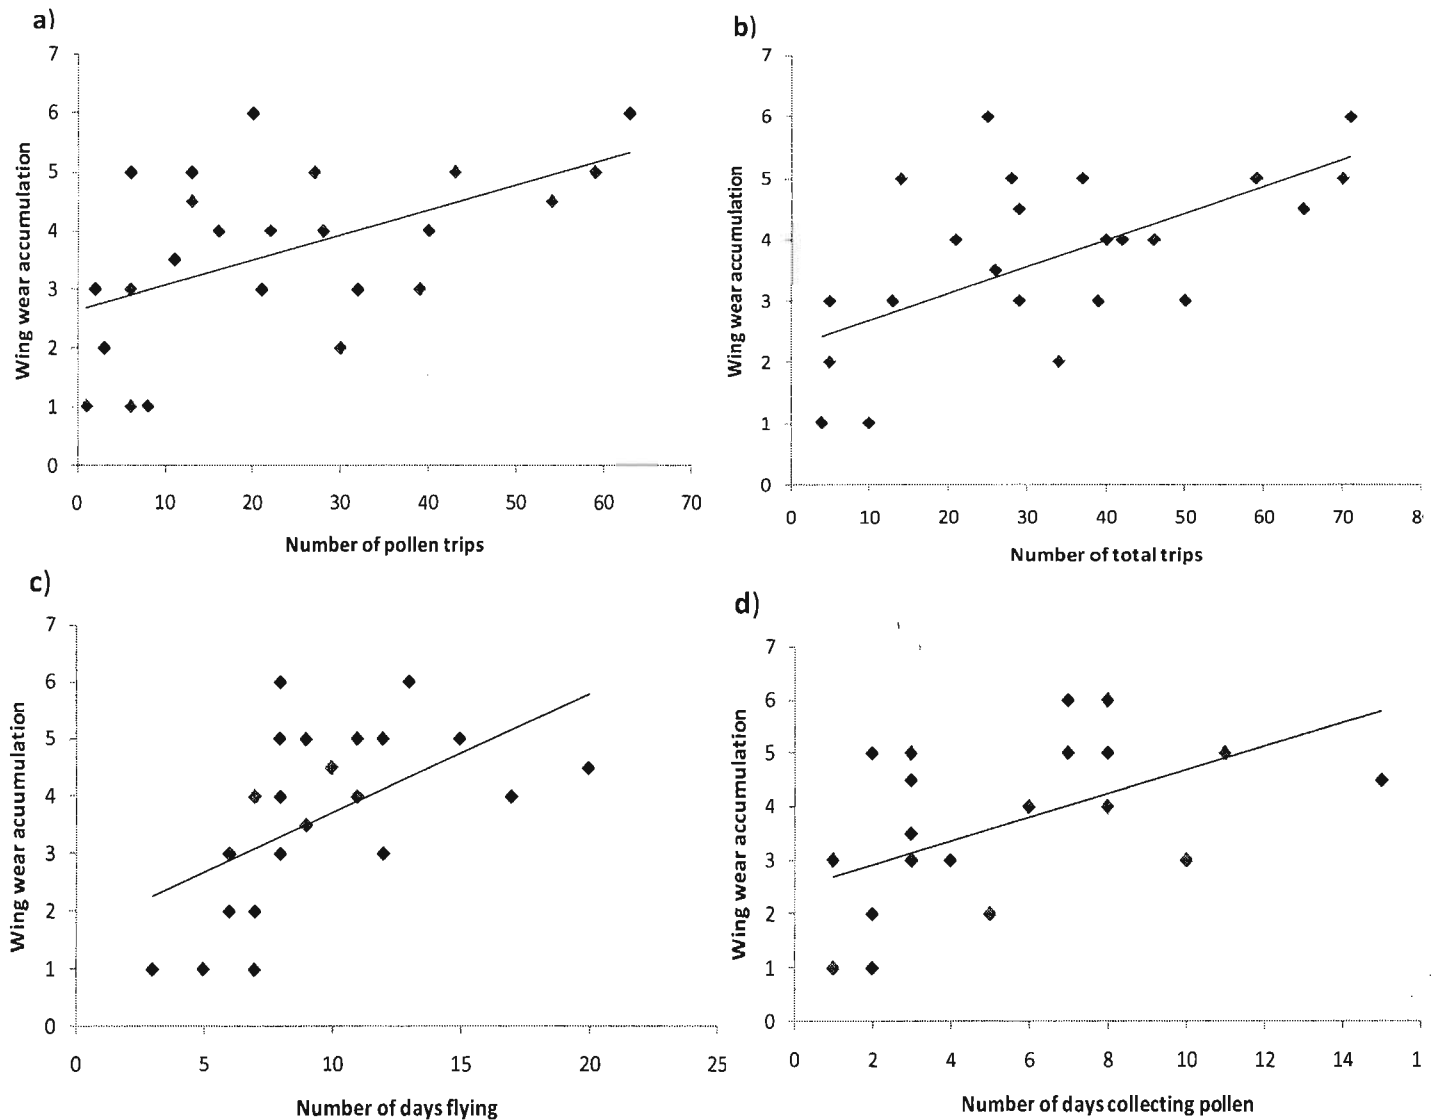 a)
7
6
5
4
3
2
1
0
Wing wear accumulation
0 10 20 30 40 50 60 70
Number of pollen trips
b)
7
6
5
4
3
2
1
0
Wing wear accumulation
0 10 20 30 40 50 60 70 8
Number of total trips
c)
7
6
5
4
3
2
1
0
Wing wear acuumulation
0 5 10 15 20 25
Number of days flying
d)
7
6
5
4
3
2
1
0
Wing wear accumulation
0 2 4 6 8 10 12 14 1
Number of days collecting pollen